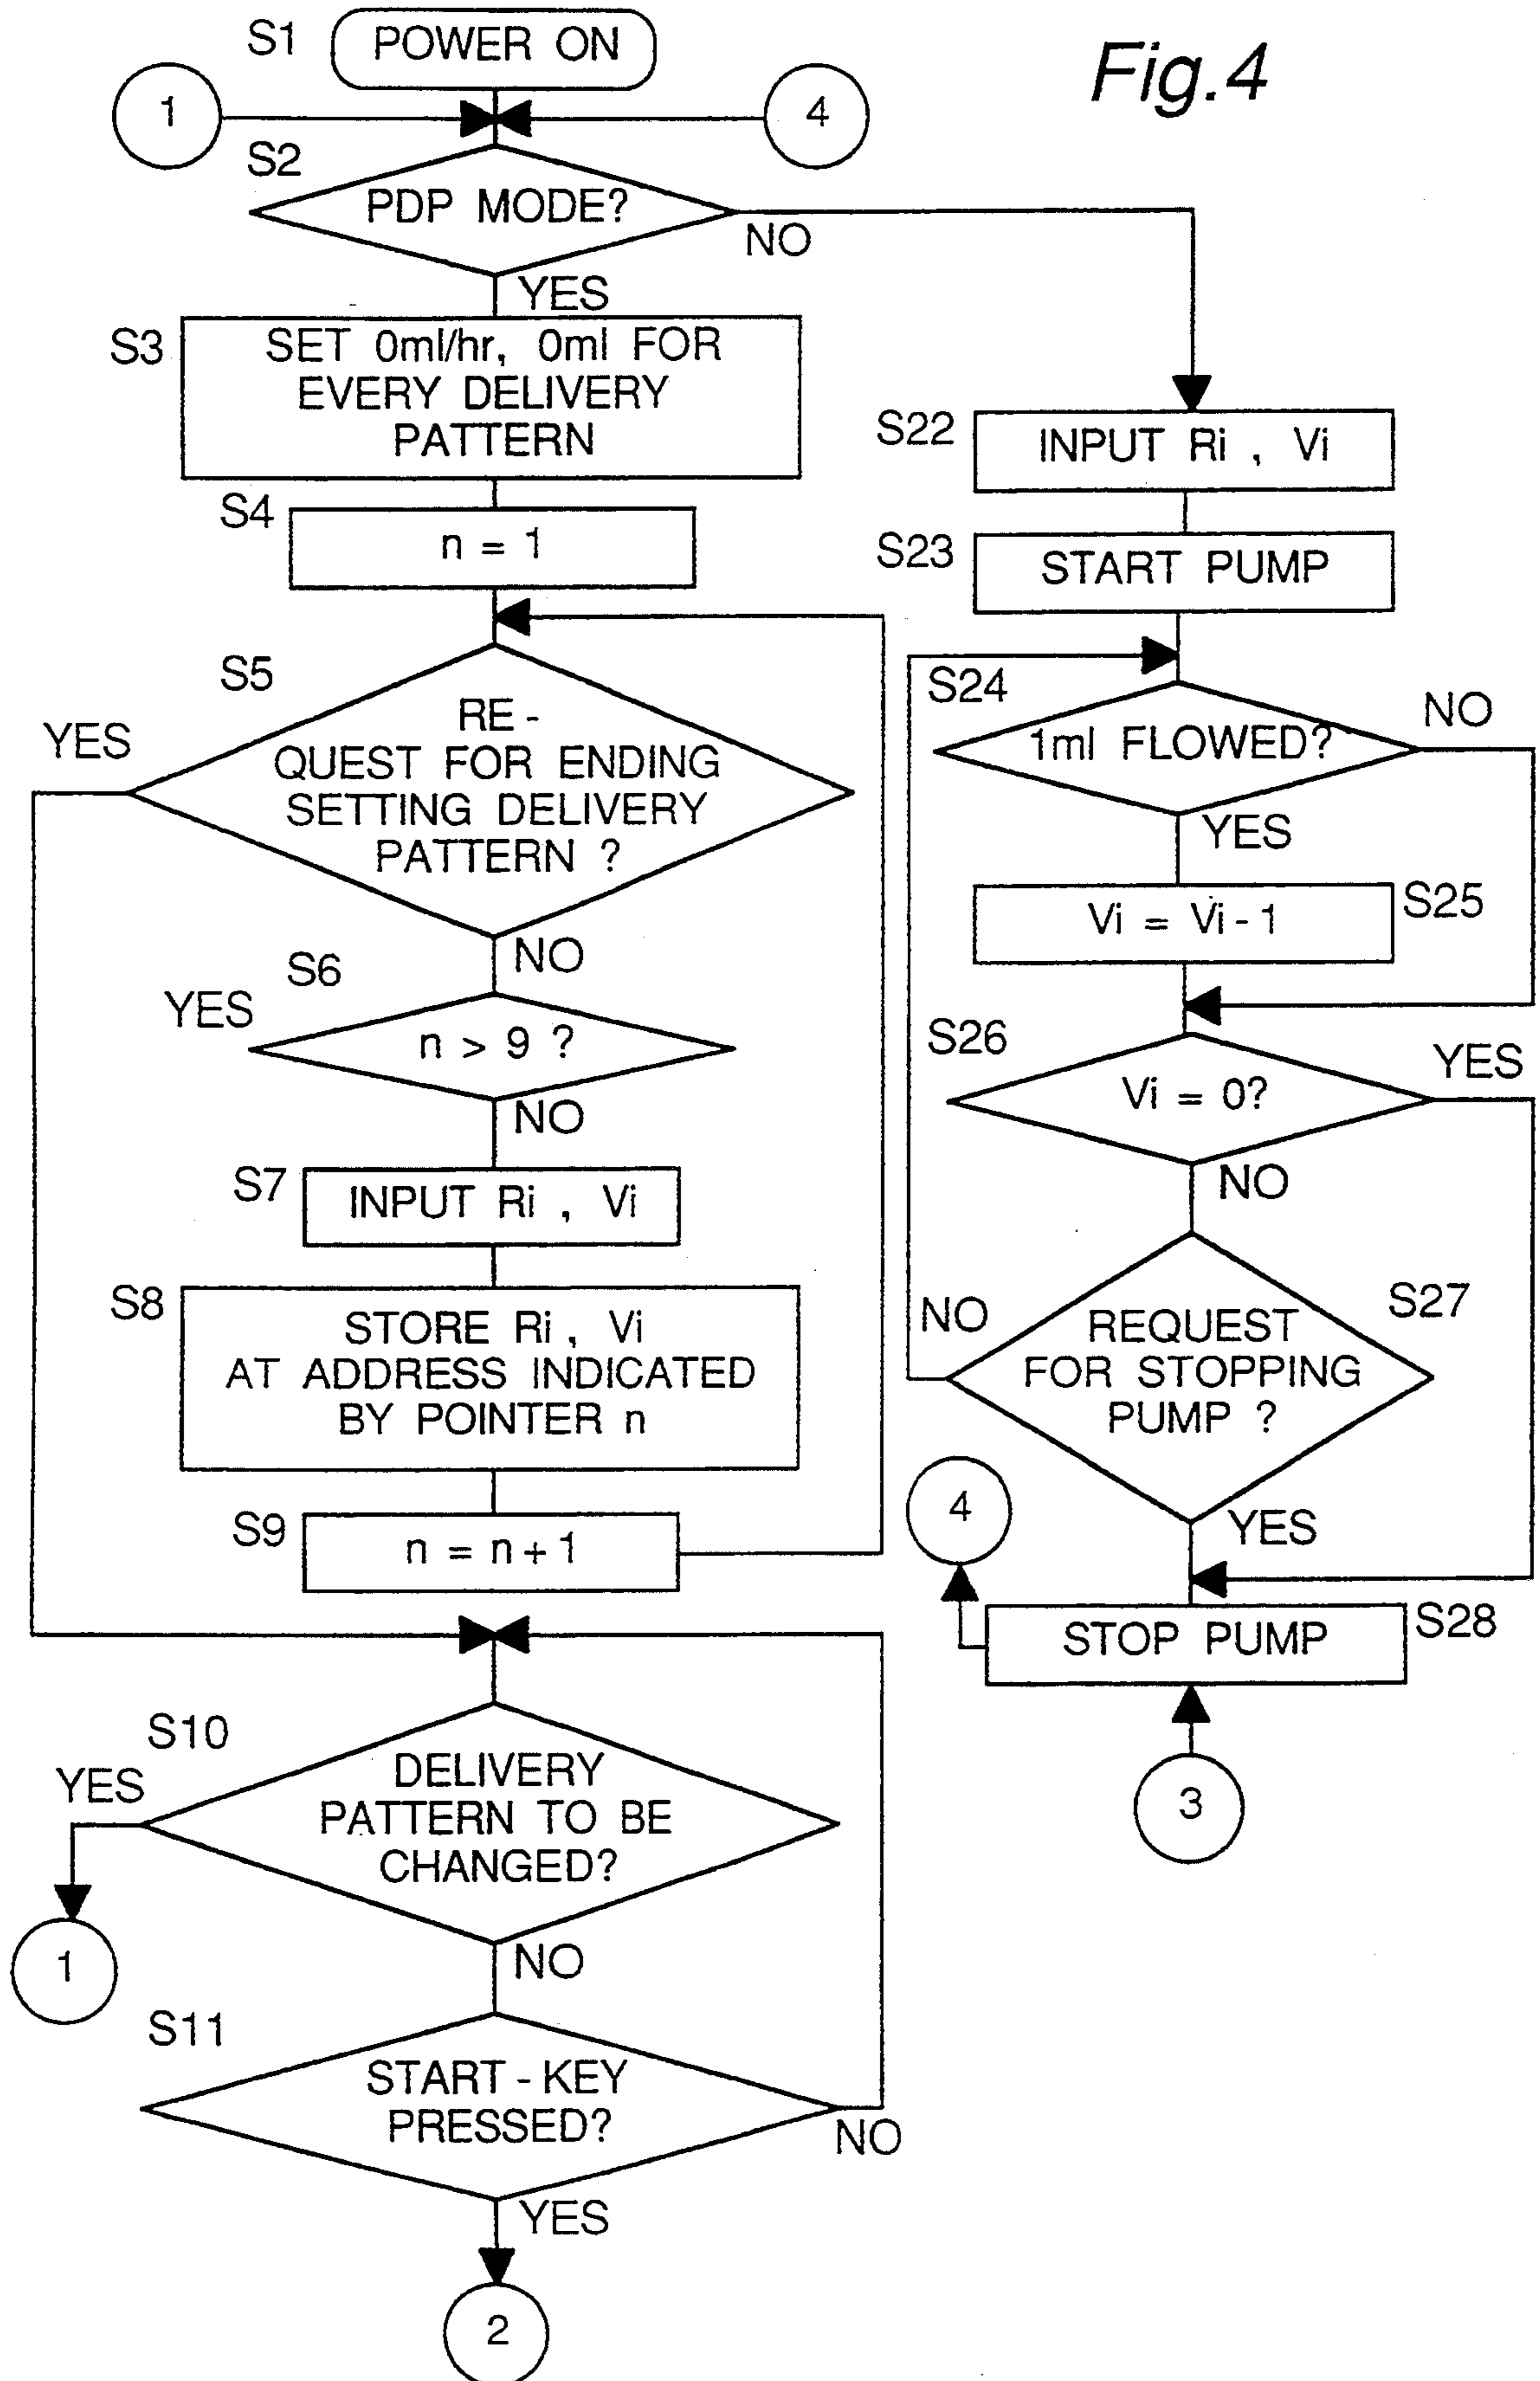 Fig.4
S1
POWER ON
1
4
S2
PDP MODE?
NO
YES
S3
SET 0ml/hr, 0ml FOR
EVERY DELIVERY
PATTERN
S4
n = 1
S5
YES
RE-
QUEST FOR ENDING
SETTING DELIVERY
PATTERN ?
NO
S6
YES
n > 9 ?
NO
S7
INPUT Ri , Vi
S8
STORE Ri, Vi
AT ADDRESS INDICATED
BY POINTER n
S9
n = n+1
S10
YES
DELIVERY
PATTERN TO BE
CHANGED?
1
NO
S11
START-KEY
PRESSED?
NO
YES
2
S22
INPUT Ri , Vi
S23
START PUMP
S24
1ml FLOWED?
NO
YES
S25
Vi = Vi-1
S26
Vi = 0?
YES
NO
S27
NO
REQUEST
FOR STOPPING
PUMP ?
4
YES
S28
STOP PUMP
3